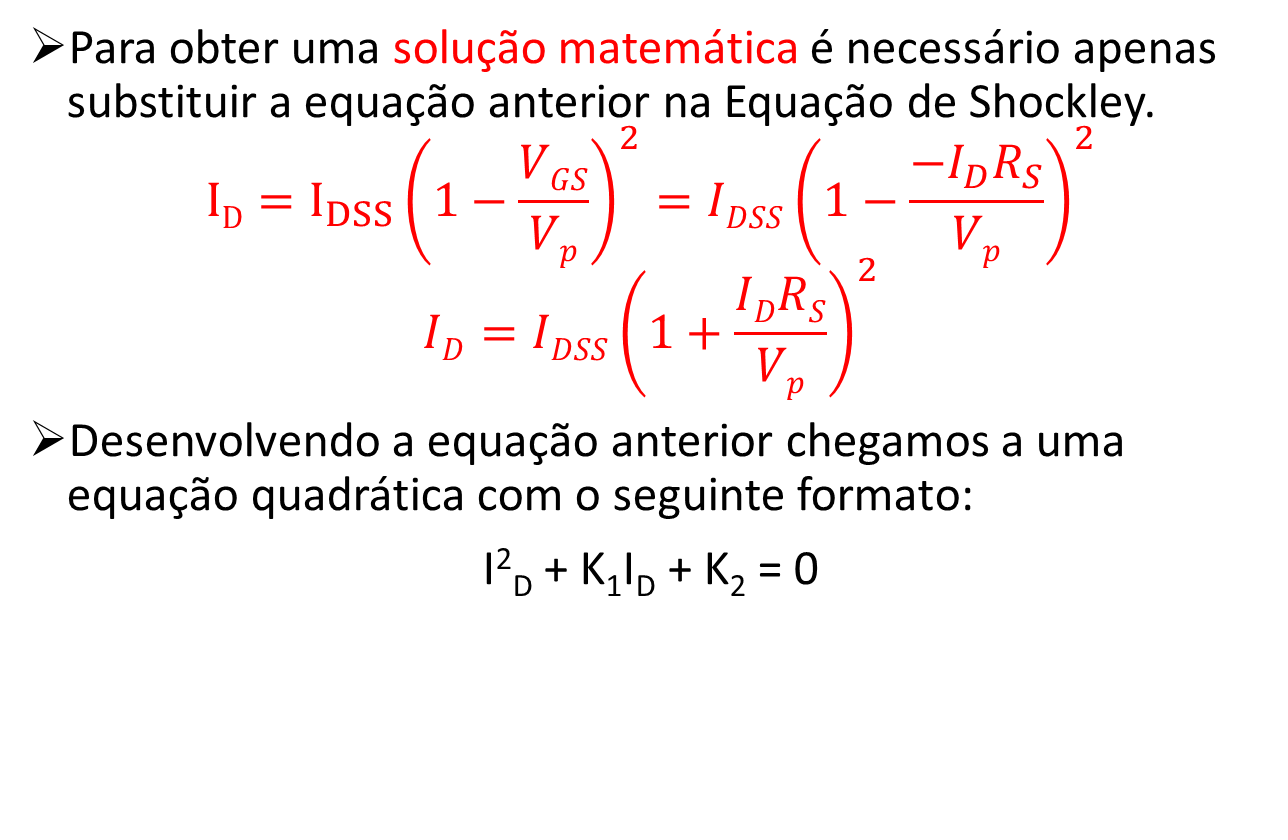 ➢Para obter uma solução matemática é necessário apenas
substituir a equação anterior na Equação de Shockley.
I_D = I_DSS (1 − V_GS/V_p)² = I_DSS (1 − −I_D R_S/V_p)²
I_D = I_DSS (1 + I_D R_S/V_p)²
➢Desenvolvendo a equação anterior chegamos a uma
equação quadrática com o seguinte formato:
I²_D + K₁I_D + K₂ = 0